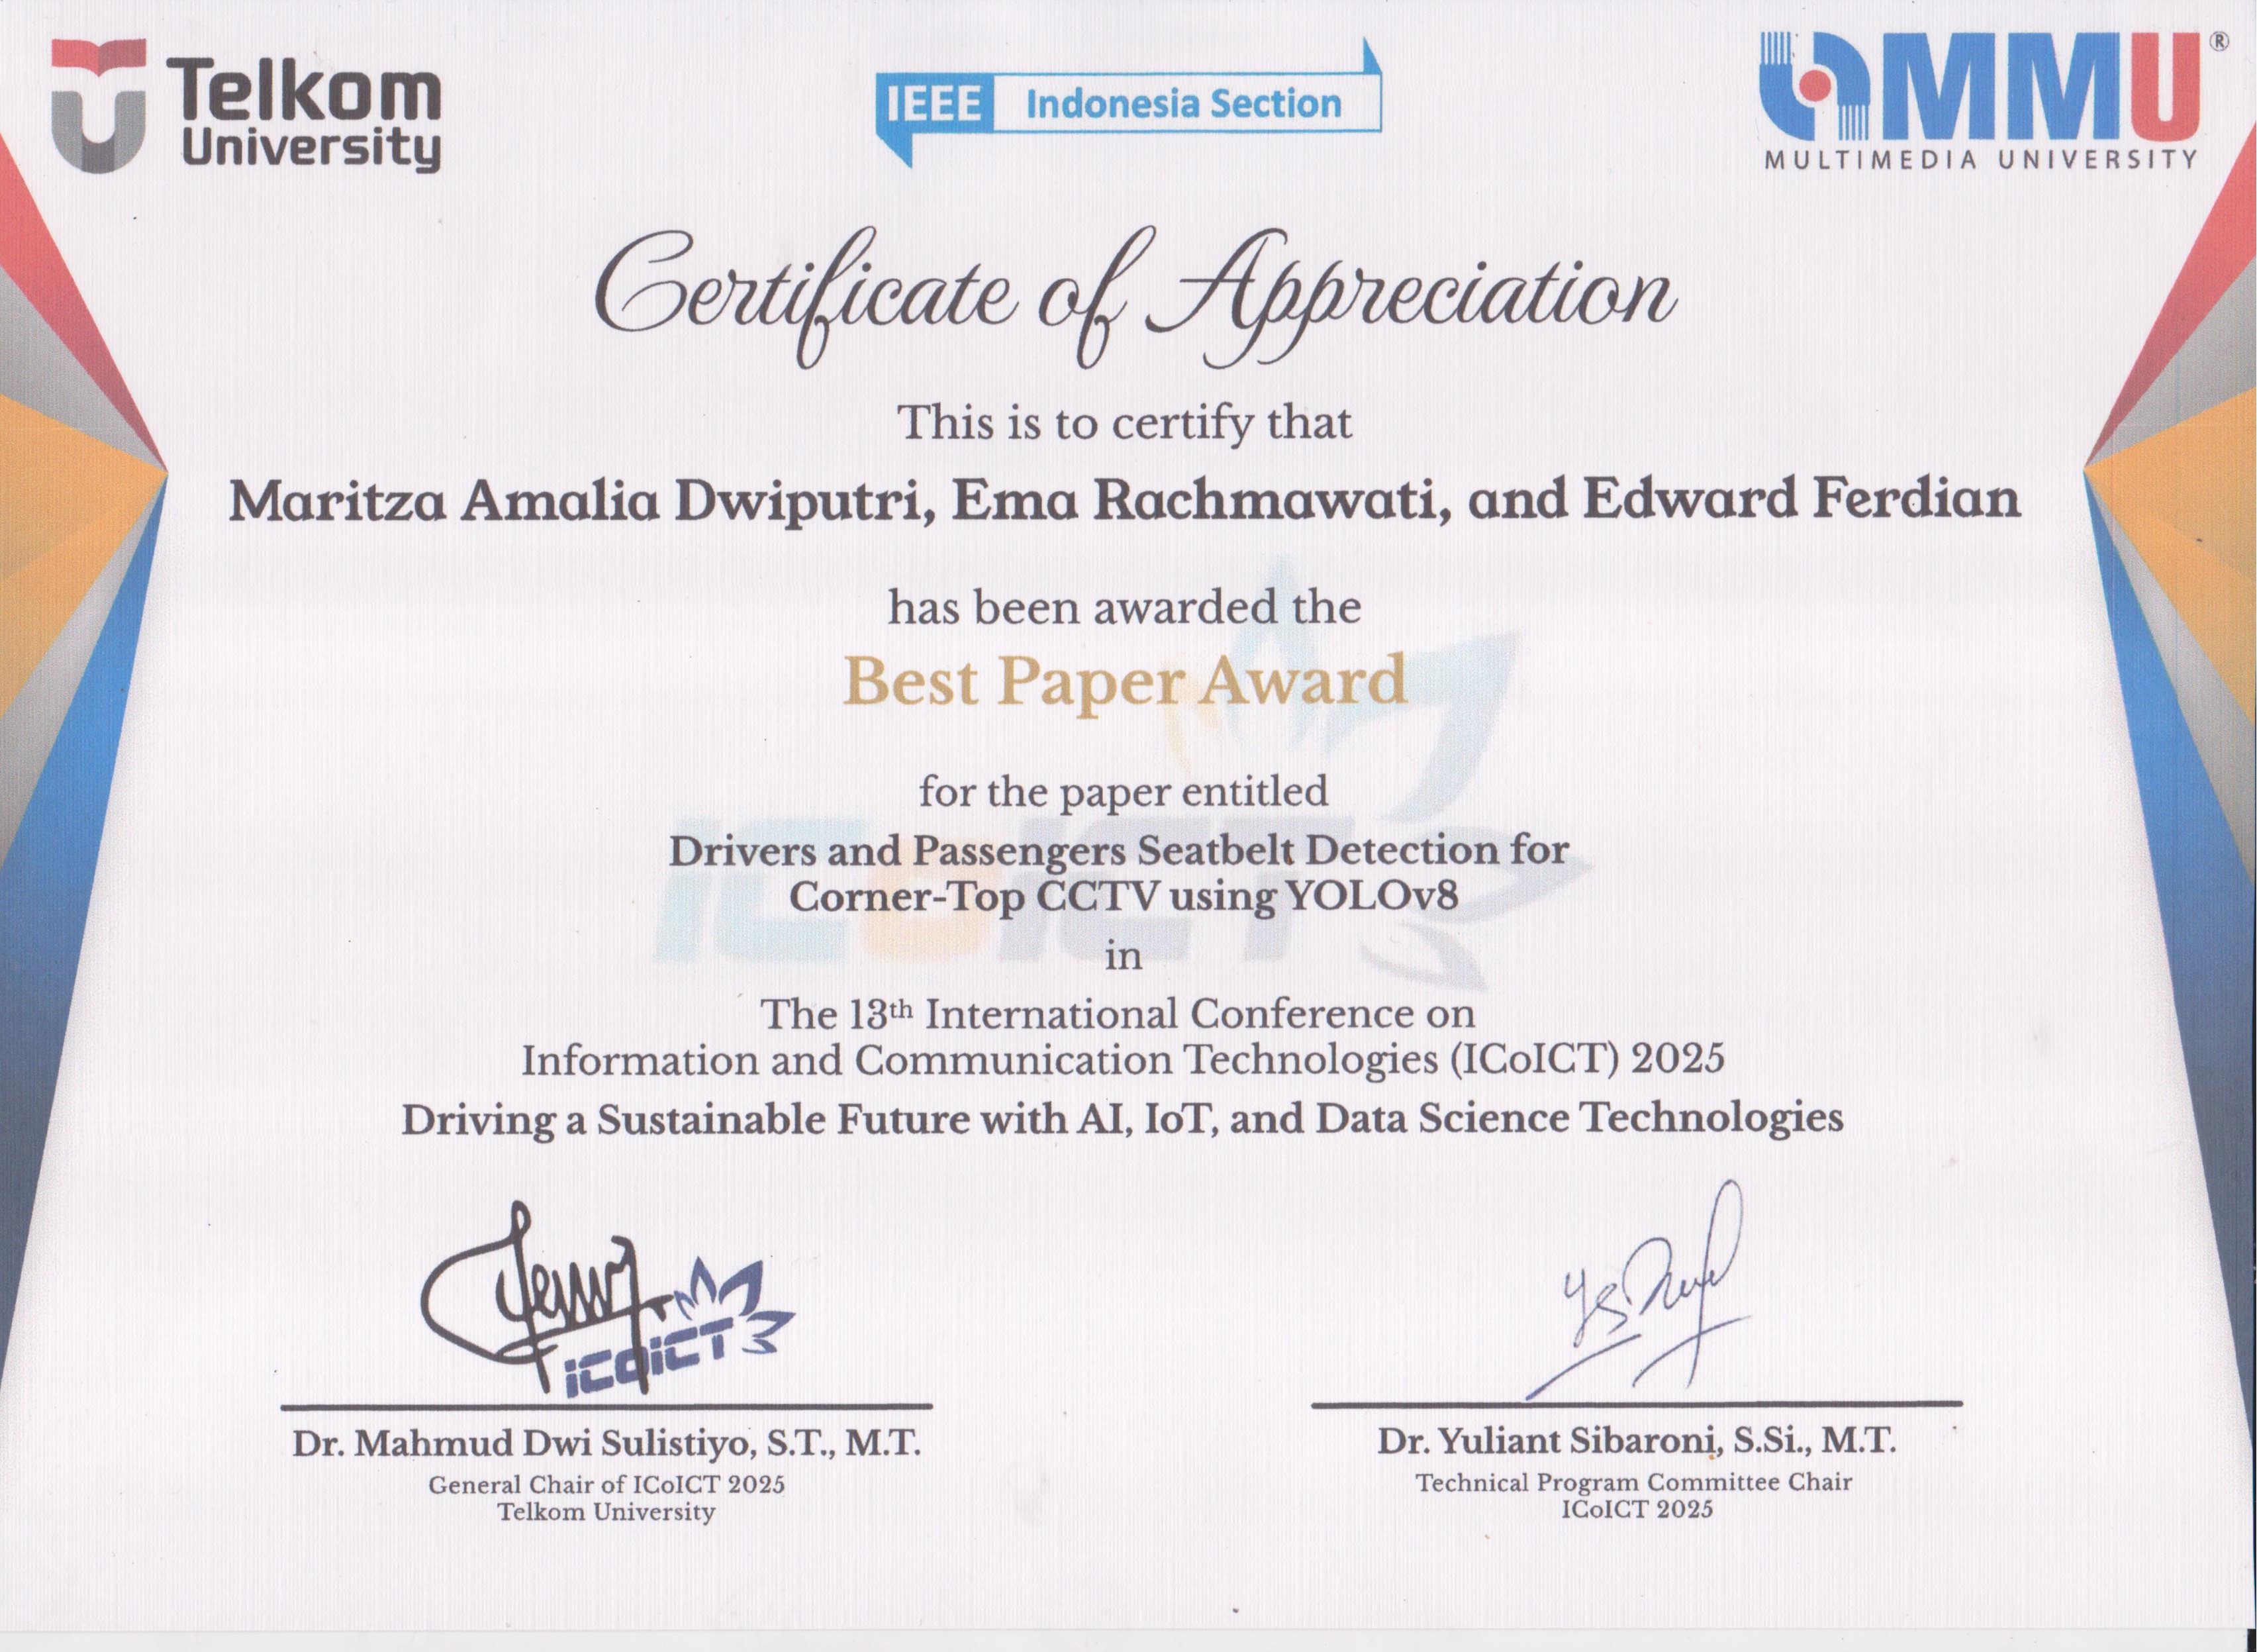 Telkom
University
IEEE Indonesia Section
MMU®
MULTIMEDIA UNIVERSITY
Certificate of Appreciation
This is to certify that
Maritza Amalia Dwiputri, Ema Rachmawati, and Edward Ferdian
has been awarded the
Best Paper Award
for the paper entitled
Drivers and Passengers Seatbelt Detection for
Corner-Top CCTV using YOLOv8
in
The 13th International Conference on
Information and Communication Technologies (ICoICT) 2025
Driving a Sustainable Future with AI, IoT, and Data Science Technologies
ICoICT
iCoiCT
Dr. Mahmud Dwi Sulistiyo, S.T., M.T.
General Chair of ICoICT 2025
Telkom University
Dr. Yuliant Sibaroni, S.Si., M.T.
Technical Program Committee Chair
ICoICT 2025